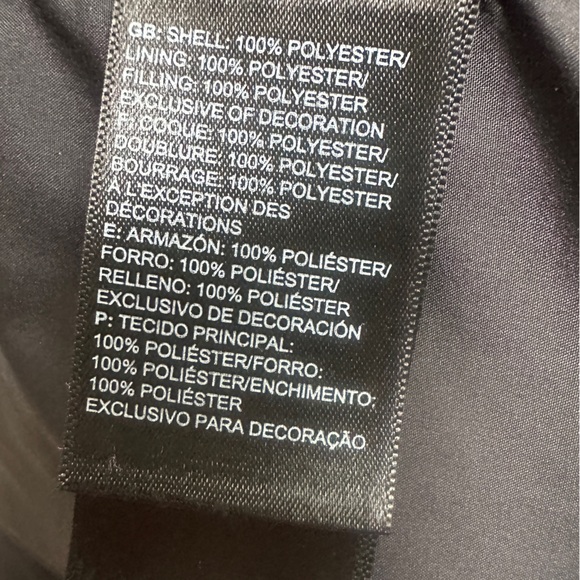 GB: SHELL: 100% POLYESTER/
LINING: 100% POLYESTER/
FILLING: 100% POLYESTER
EXCLUSIVE OF DECORATION
F: COQUE: 100% POLYESTER/
DOUBLURE: 100% POLYESTER/
BOURRAGE: 100% POLYESTER
À L'EXCEPTION DES
DÉCORATIONS
E: ARMAZÓN: 100% POLIÉSTER/
FORRO: 100% POLIÉSTER/
RELLENO: 100% POLIÉSTER
EXCLUSIVO DE DECORACIÓN
P: TECIDO PRINCIPAL:
100% POLIÉSTER/FORRO:
100% POLIÉSTER/ENCHIMENTO:
100% POLIÉSTER
EXCLUSIVO PARA DECORAÇAO